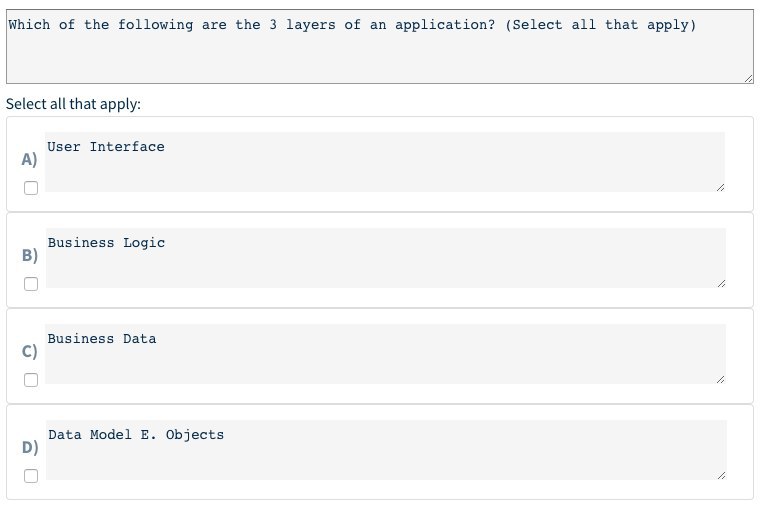 Which of the following are the 3 layers of an application? (Select all that apply)
Select all that apply:
A)
User Interface
B)
Business Logic
C)
Business Data
D)
Data Model E. Objects